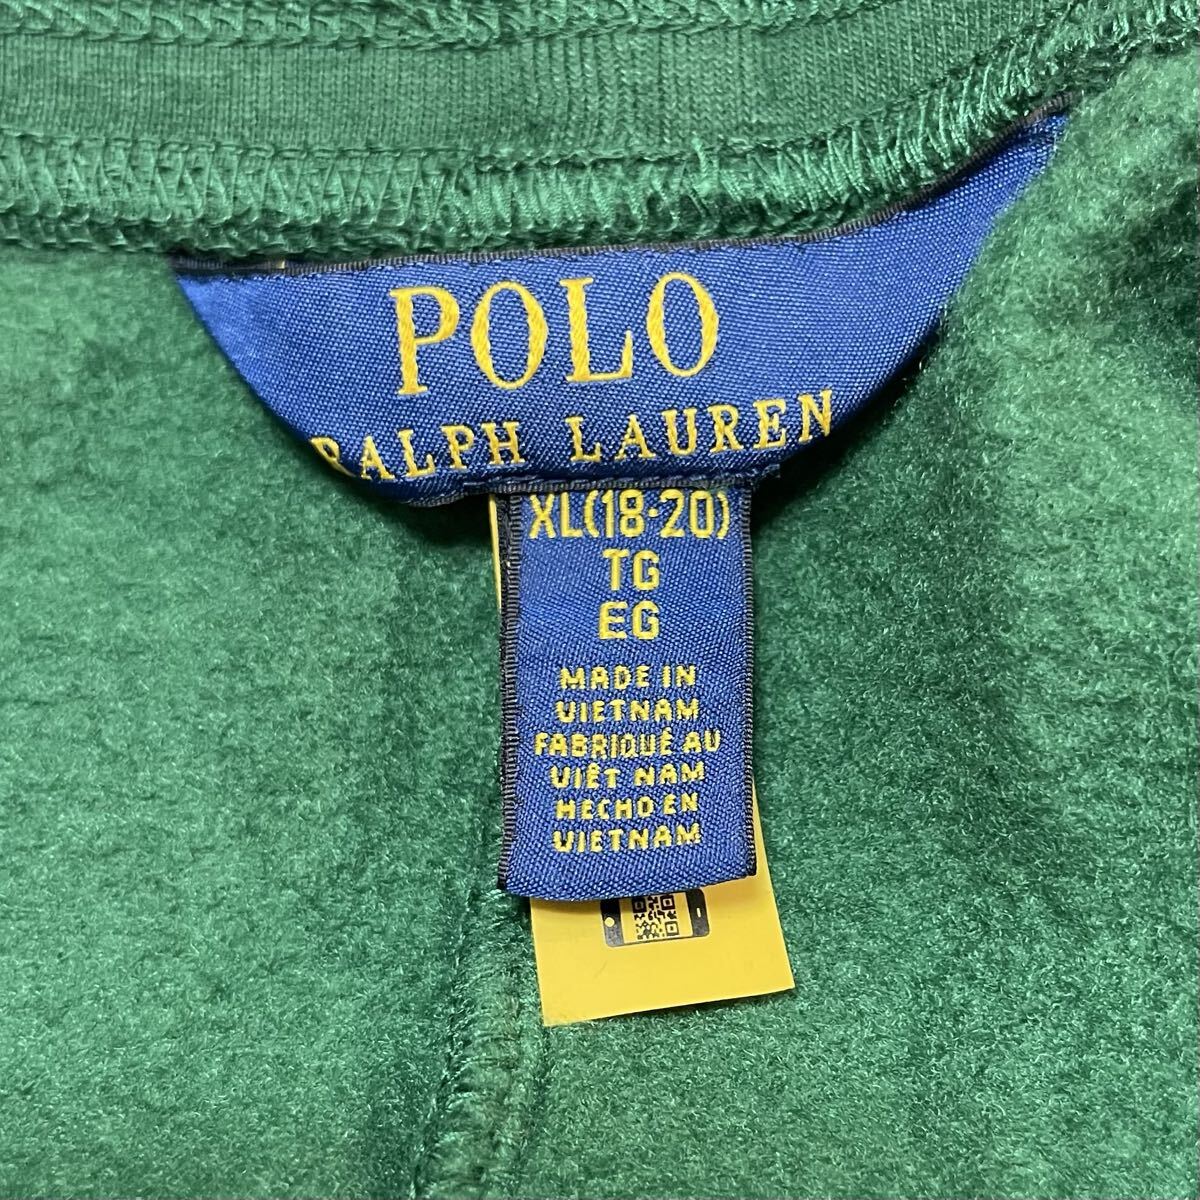 POLO
RALPH LAUREN
XL(18-20)
TG
EG
MADE IN
VIETNAM
FABRIQUÉ AU
VIÊT NAM
HECHO EN
VIETNAM